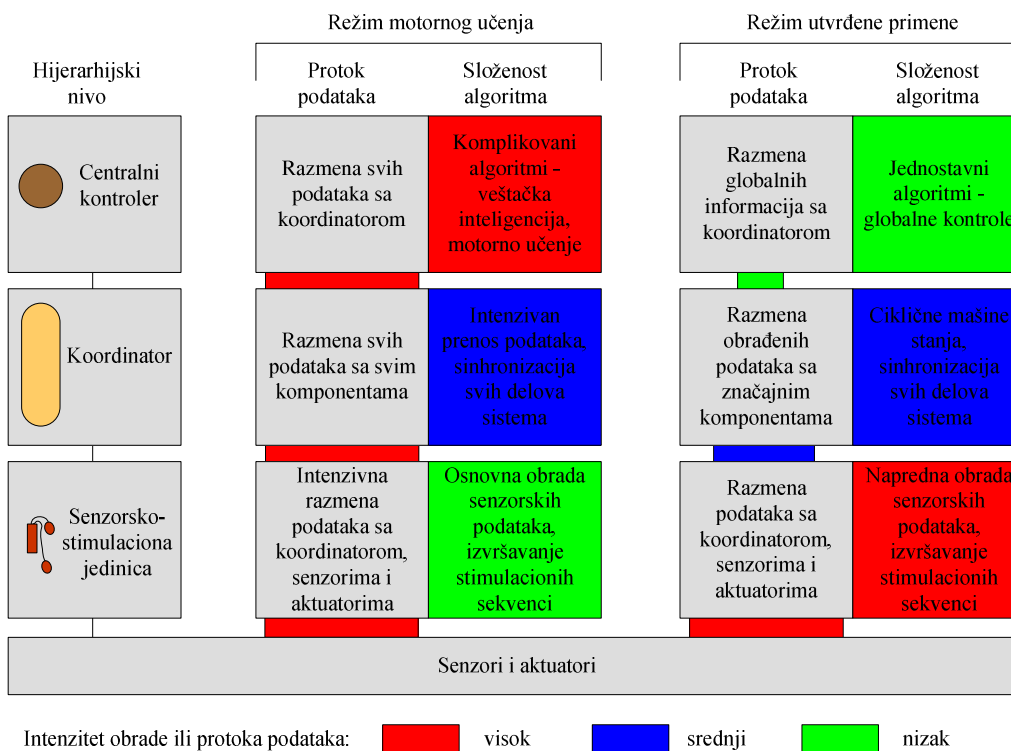 Režim motornog učenja
Režim utvrđene primene
Hijerarhijski
nivo
Protok
podataka
Složenost
algoritma
Protok
podataka
Složenost
algoritma
Centralni
kontroler
Razmena svih
podataka sa
koordinatorom
Komplikovani
algoritmi -
veštačka
inteligencija,
motorno učenje
Razmena
globalnih
informacija sa
koordinatorom
Jednostavni
algoritmi -
globalne kontrole
Koordinator
Razmena svih
podataka sa svim
komponentama
Intenzivan
prenos podataka,
sinhronizacija
svih delova
sistema
Razmena
obrađenih
podataka sa
značajnim
komponentama
Ciklične mašine
stanja,
sinhronizacija
svih delova
sistema
Senzorsko-
stimulaciona
jedinica
Intenzivna
razmena
podataka sa
koordinatorom,
senzorima i
aktuatorima
Osnovna obrada
senzorskih
podataka,
izvršavanje
stimulacionih
sekvenci
Razmena
podataka sa
koordinatorom,
senzorima i
aktuatorima
Napredna obrada
senzorskih
podataka,
izvršavanje
stimulacionih
sekvenci
Senzori i aktuatori
Intenzitet obrade ili protoka podataka: visok srednji nizak